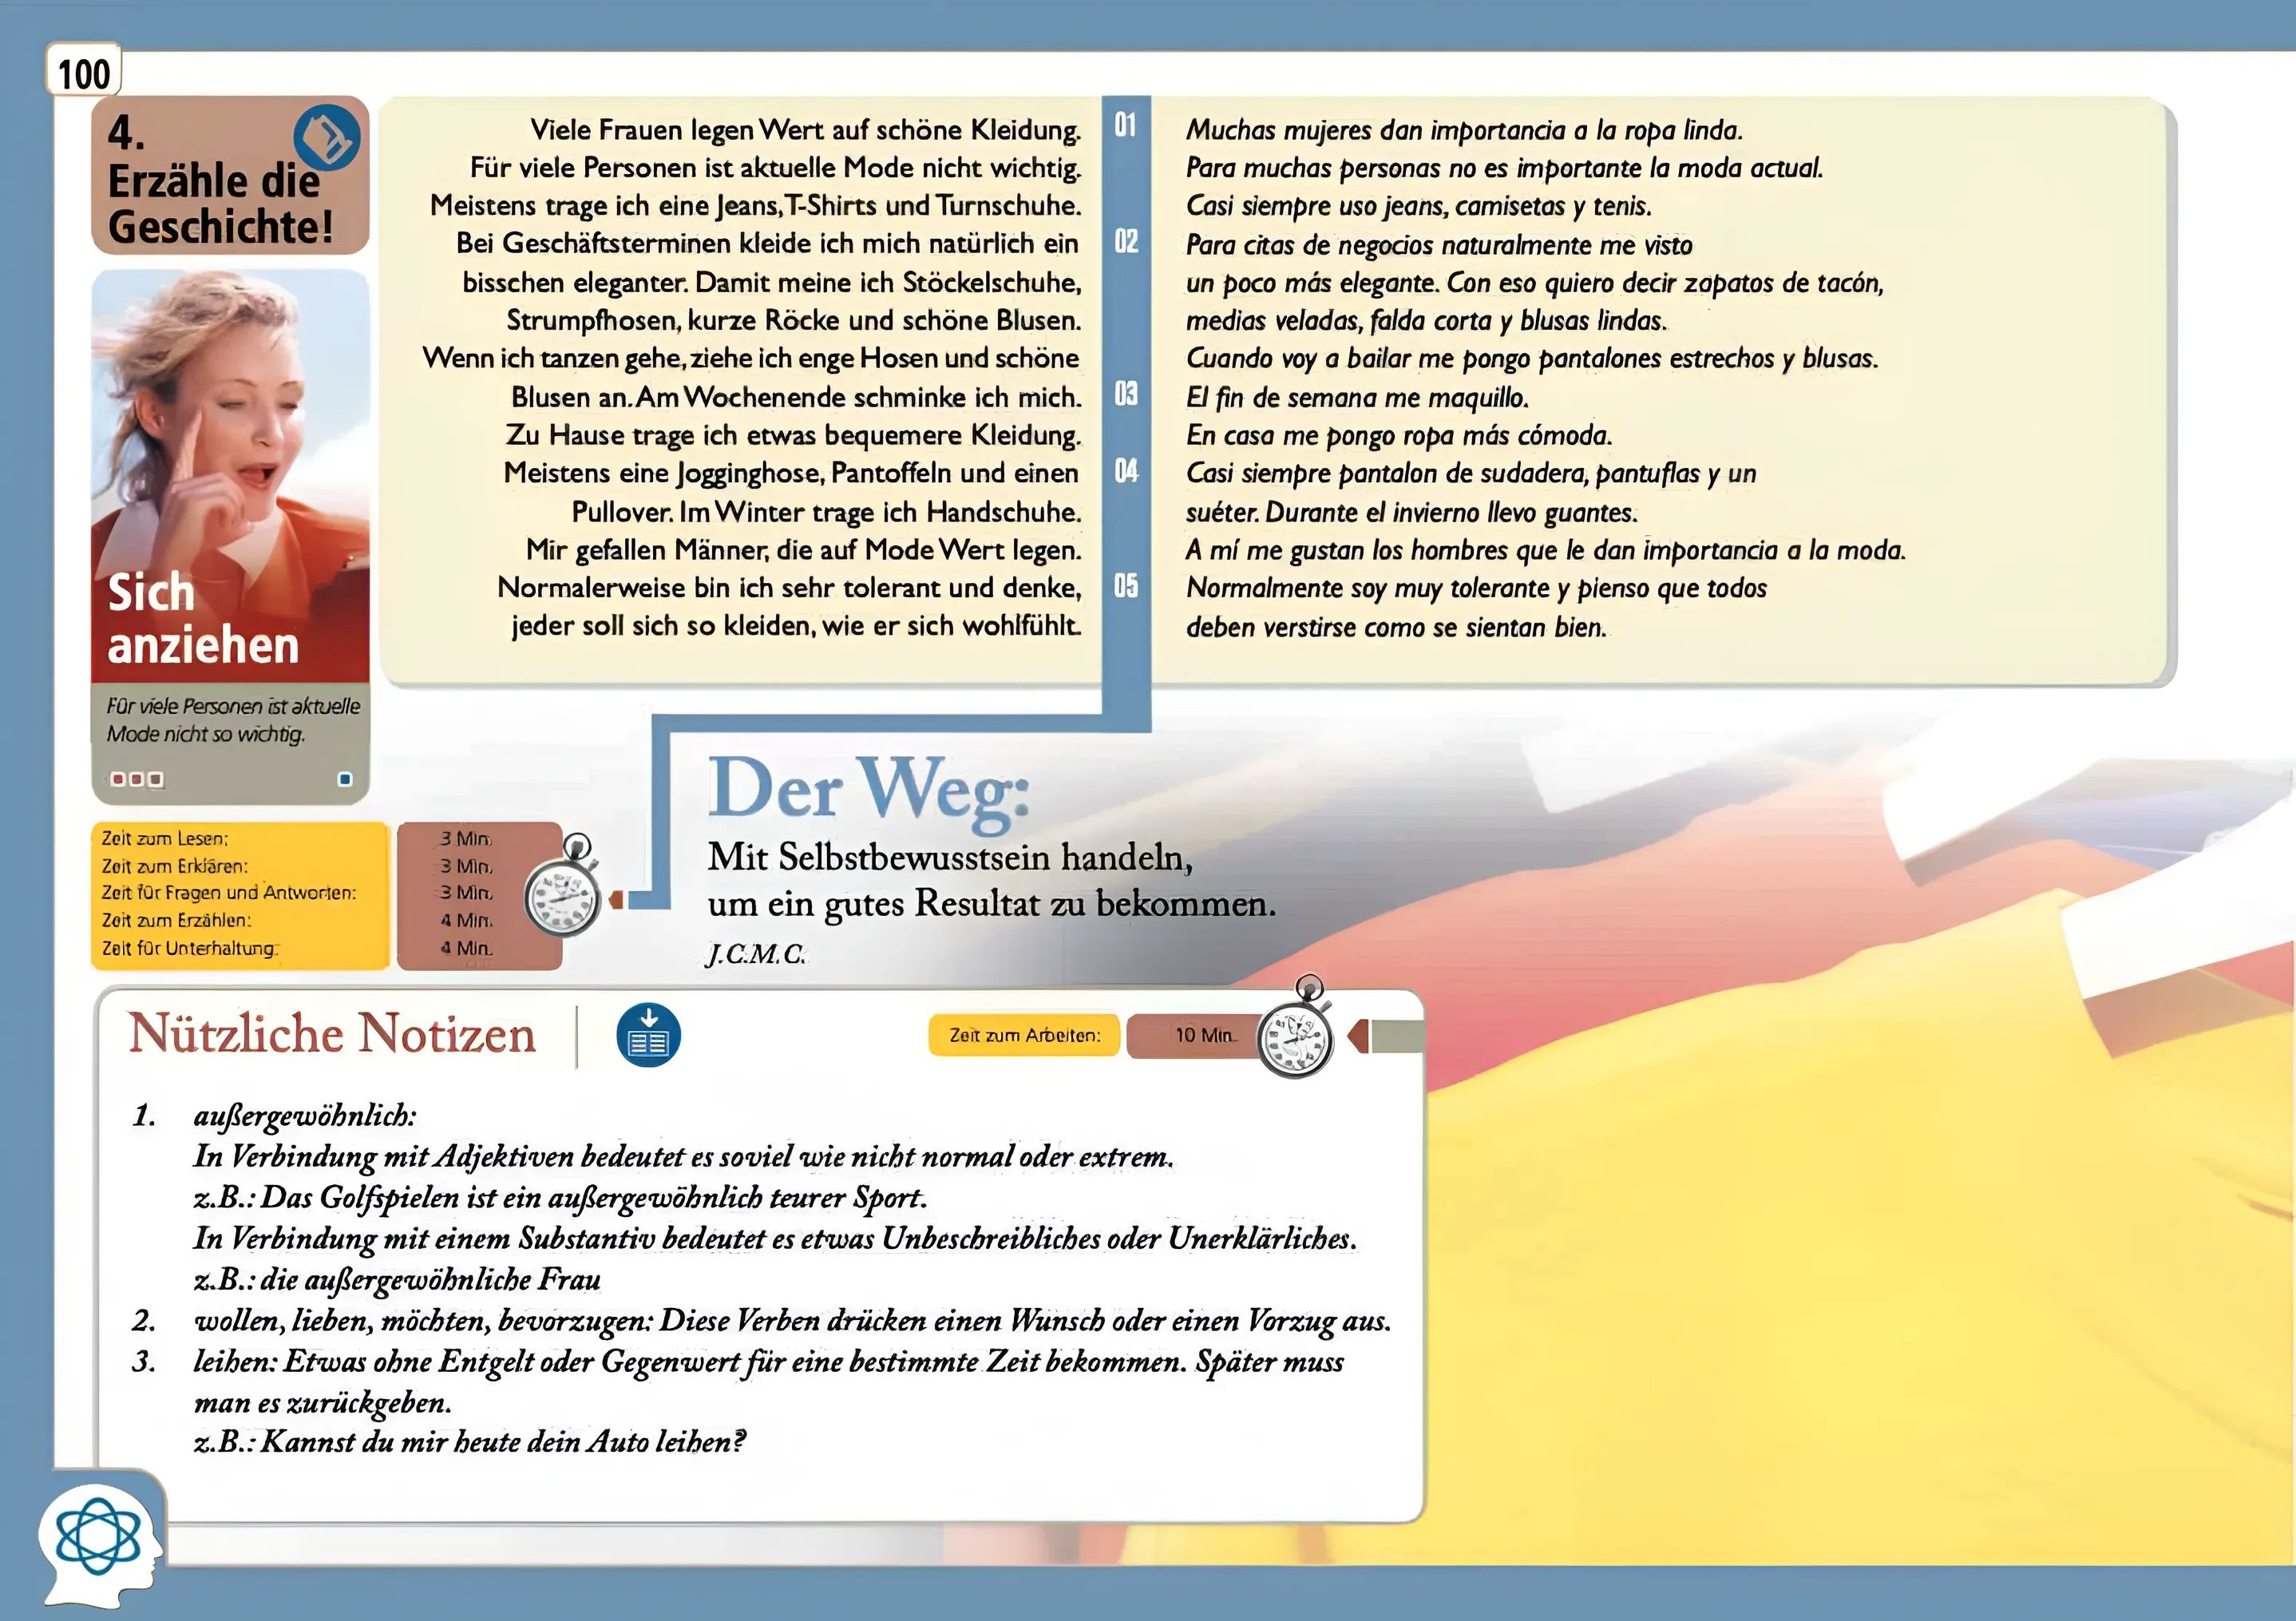 100
4.
Erzähle die
Geschichte!
Sich
anziehen
Für viele Personen ist aktuelle
Mode nicht so wichtig.
Viele Frauen legen Wert auf schöne Kleidung.
Für viele Personen ist aktuelle Mode nicht wichtig.
Meistens trage ich eine Jeans, T-Shirts und Turnschuhe.
Bei Geschäftsterminen kleide ich mich natürlich ein
bisschen eleganter. Damit meine ich Stöckelschuhe,
Strumpfhosen, kurze Röcke und schöne Blusen.
Wenn ich tanzen gehe, ziehe ich enge Hosen und schöne
Blusen an. Am Wochenende schminke ich mich.
Zu Hause trage ich etwas bequemere Kleidung.
Meistens eine Jogginghose, Pantoffeln und einen
Pullover. Im Winter trage ich Handschuhe.
Mir gefallen Männer, die auf Mode Wert legen.
Normalerweise bin ich sehr tolerant und denke,
jeder soll sich so kleiden, wie er sich wohlfühlt.
01
02
03
04
05
Muchas mujeres dan importancia a la ropa linda.
Para muchas personas no es importante la moda actual.
Casi siempre uso jeans, camisetas y tenis.
Para citas de negocios naturalmente me visto
un poco más elegante. Con eso quiero decir zapatos de tacón,
medias veladas, falda corta y blusas lindas.
Cuando voy a bailar me pongo pantalones estrechos y blusas.
El fin de semana me maquillo.
En casa me pongo ropa más cómoda.
Casi siempre pantalon de sudadera, pantuflas y un
suéter. Durante el invierno llevo guantes.
A mí me gustan los hombres que le dan importancia a la moda.
Normalmente soy muy tolerante y pienso que todos
deben verstirse como se sientan bien.
Zeit zum Lesen: 3 Min.
Zeit zum Erklären: 3 Min.
Zeit für Fragen und Antworten: 3 Min.
Zeit zum Erzählen: 4 Min.
Zeit für Unterhaltung: 4 Min.
Der Weg:
Mit Selbstbewusstsein handeln,
um ein gutes Resultat zu bekommen.
J.C.M.C.
Nützliche Notizen
Zeit zum Arbeiten: 10 Min.
1. außergewöhnlich:
In Verbindung mit Adjektiven bedeutet es soviel wie nicht normal oder extrem.
z.B.: Das Golfspielen ist ein außergewöhnlich teurer Sport.
In Verbindung mit einem Substantiv bedeutet es etwas Unbeschreibliches oder Unerklärliches.
z.B.: die außergewöhnliche Frau
2. wollen, lieben, möchten, bevorzugen: Diese Verben drücken einen Wunsch oder einen Vorzug aus.
3. leihen: Etwas ohne Entgelt oder Gegenwert für eine bestimmte Zeit bekommen. Später muss
man es zurückgeben.
z.B.: Kannst du mir heute dein Auto leihen?